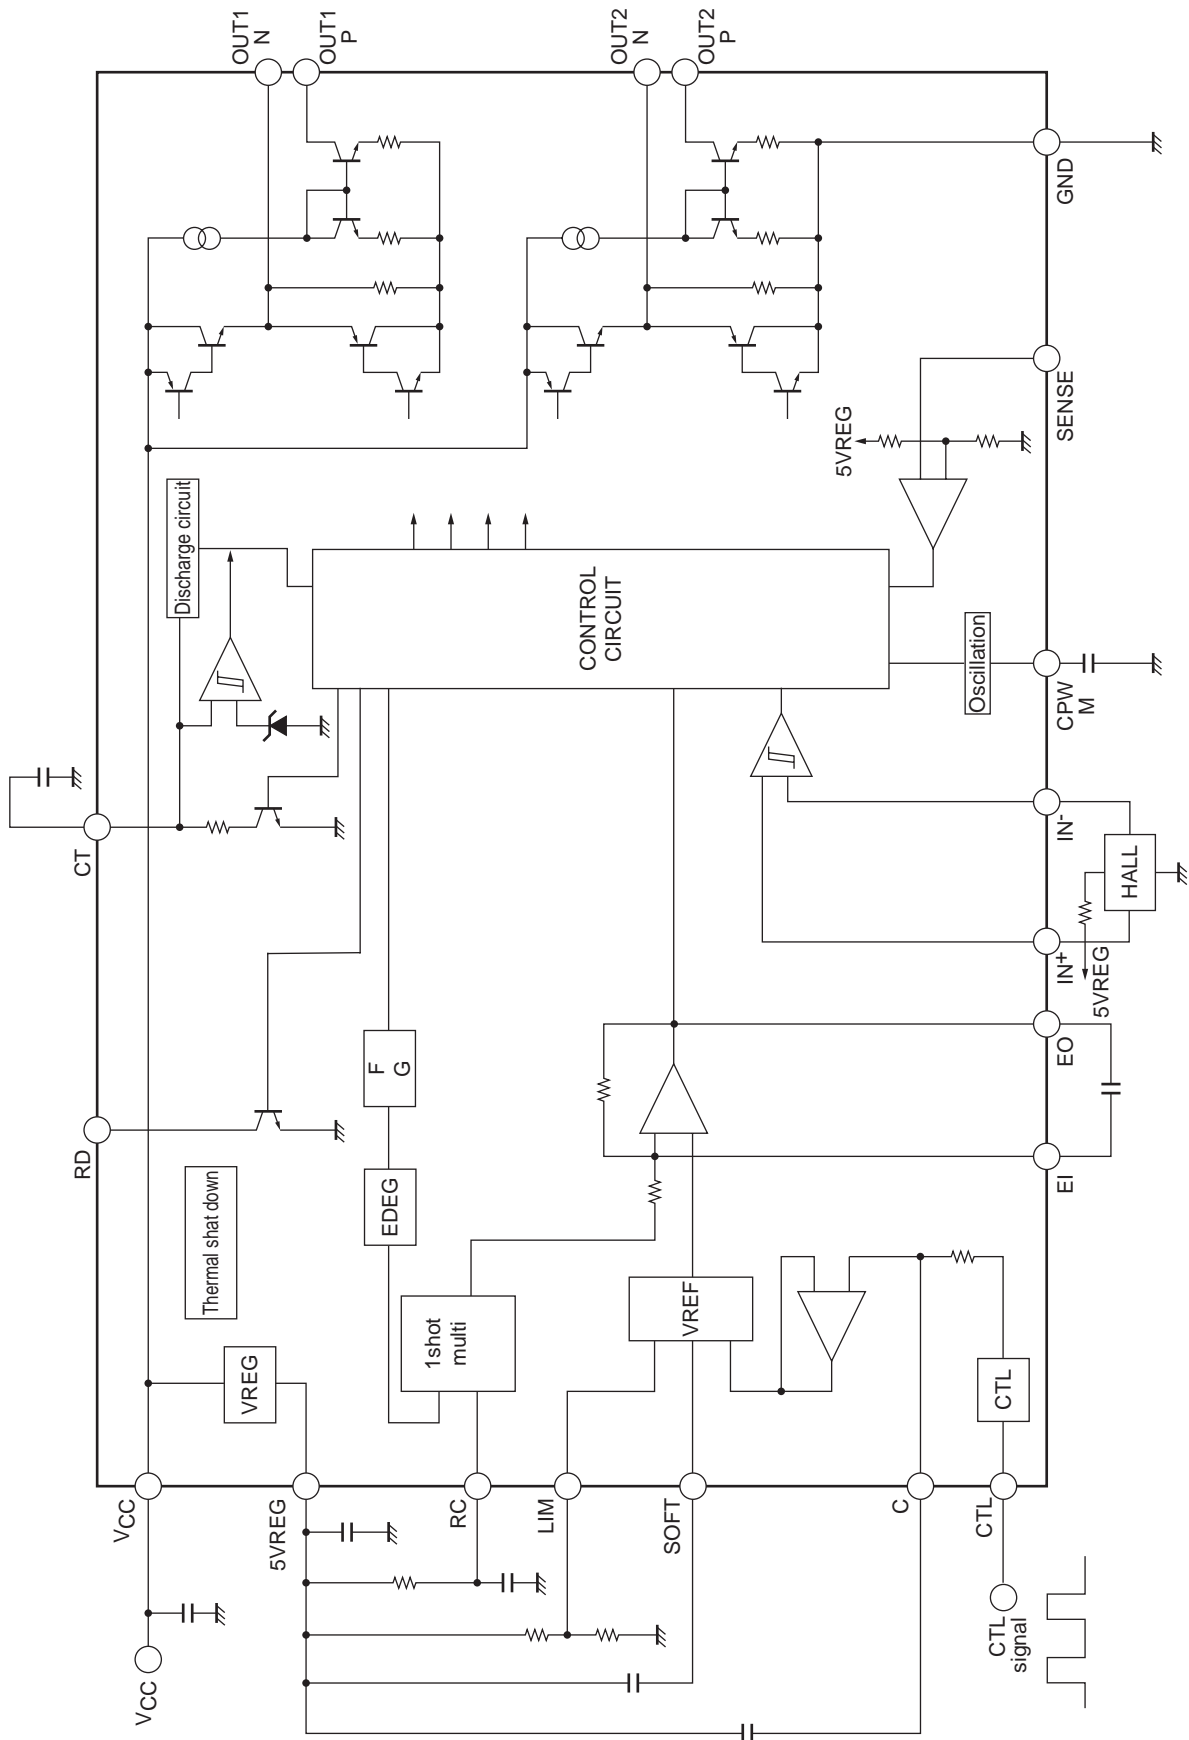 OUT1
N
OUT1
P
OUT2
N
OUT2
P
GND
SENSE
5VREG
Discharge circuit
CONTROL
CIRCUIT
Oscillation
CPW
M
CT
IN-
HALL
IN+
5VREG
F
G
EO
RD
EI
Thermal shat down
EDEG
VREF
1shot
multi
VREG
CTL
VCC
5VREG
RC
LIM
SOFT
C
CTL
CTL
signal
VCC